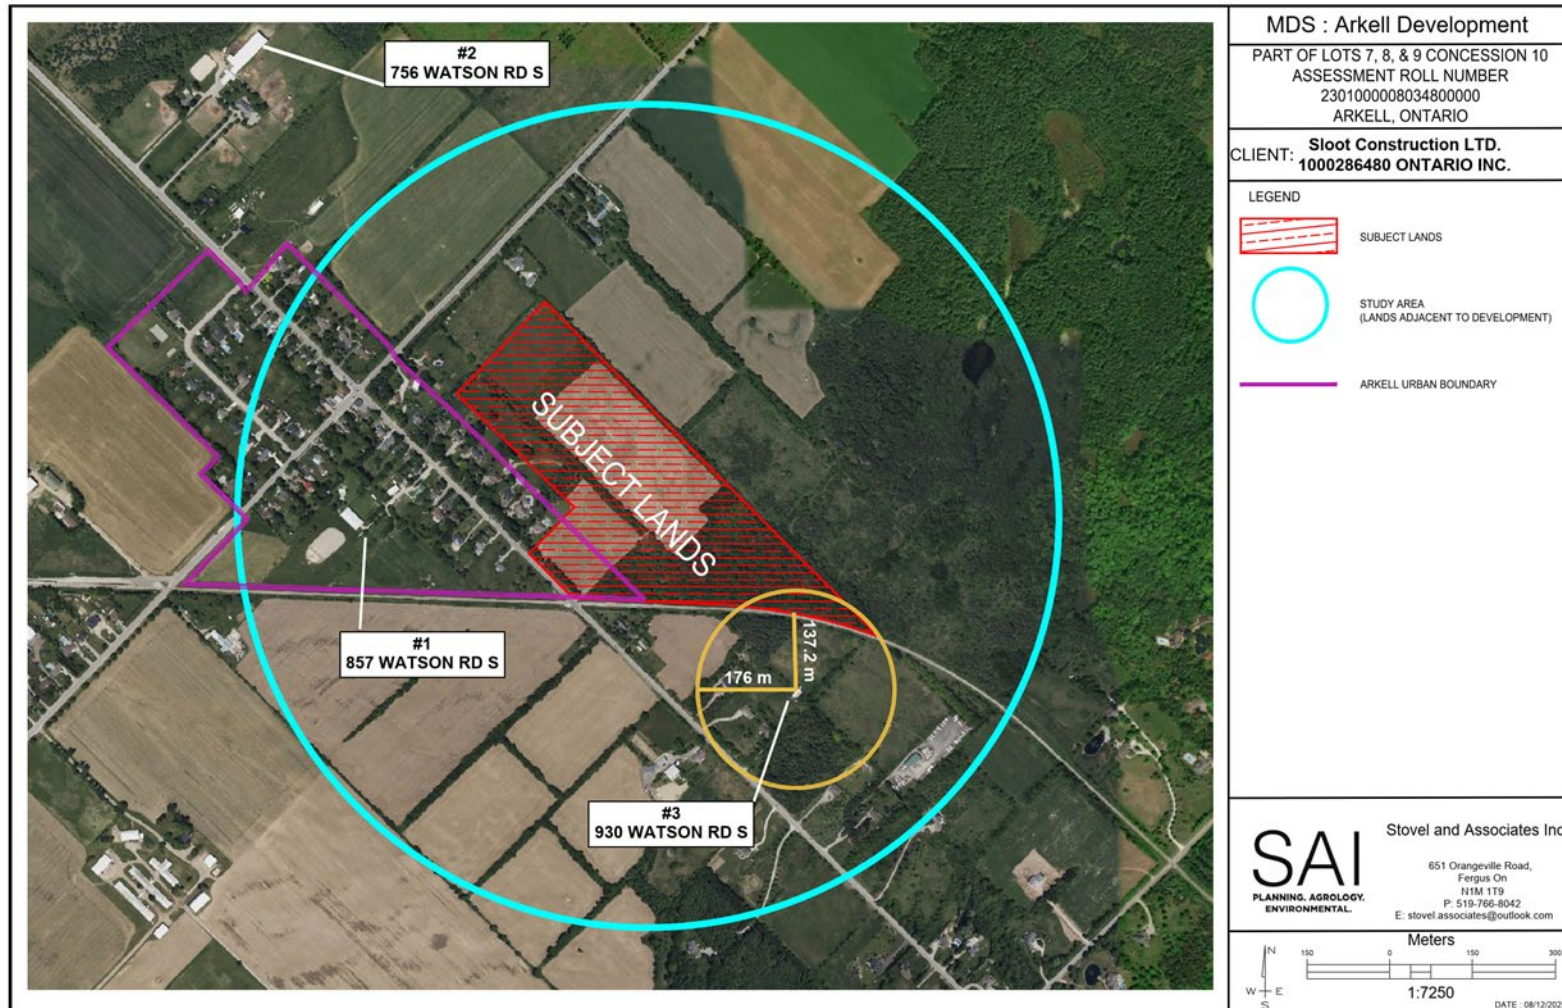 #2
756 WATSON RD S
SUBJECT LANDS
#1
857 WATSON RD S
137.2 m
176 m
#3
930 WATSON RD S
MDS : Arkell Development
PART OF LOTS 7, 8, & 9 CONCESSION 10
ASSESSMENT ROLL NUMBER
2301000008034800000
ARKELL, ONTARIO
CLIENT: Sloot Construction LTD.
1000286480 ONTARIO INC.
LEGEND
SUBJECT LANDS
STUDY AREA
(LANDS ADJACENT TO DEVELOPMENT)
ARKELL URBAN BOUNDARY
SAI
PLANNING. AGROLOGY.
ENVIRONMENTAL.
Stovel and Associates Inc
651 Orangeville Road,
Fergus On
N1M 1T9
P: 519-766-8042
E: stovel.associates@outlook.com
Meters
150 0 150 300
N
W E
S
1:7250
DATE : 08/12/202